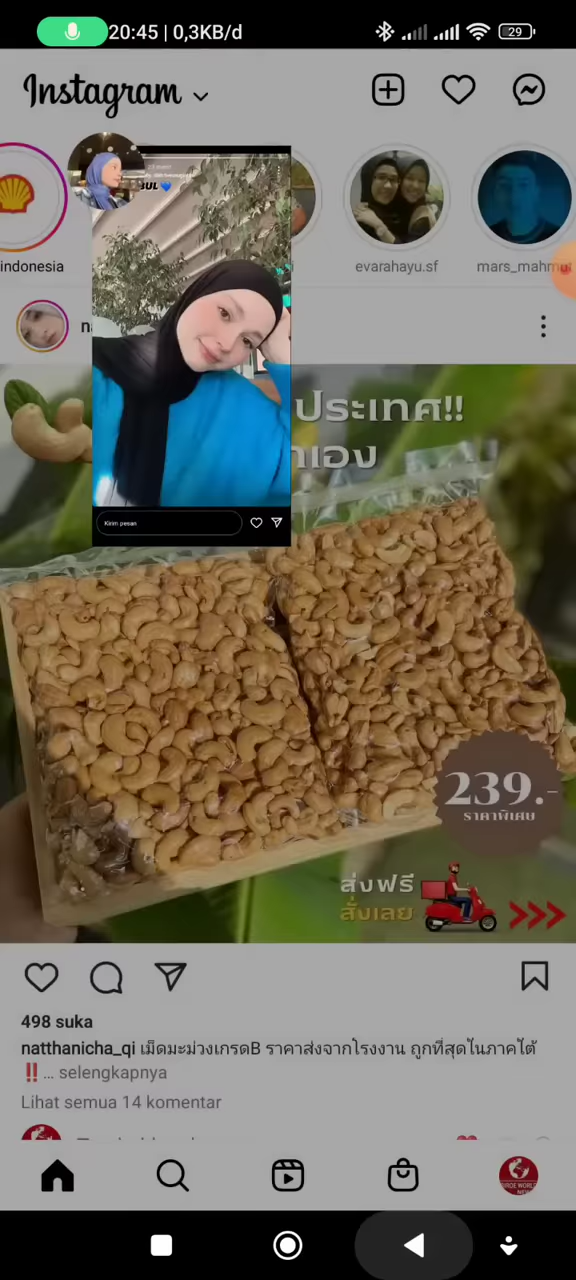 20:45 | 0,3KB/d
29
Instagram
BUL 💙
indonesia
evarahayu.sf
mars_mahmut
Kirim pesan
ประเทศ!!
239.-
ราคาพิเศษ
ส่งฟรี
สั่งเลย
498 suka
natthanicha_qi เม็ดมะม่วงเกรดB ราคาส่งจากโรงงาน ถูกที่สุดในภาคใต้
‼️... selengkapnya
Lihat semua 14 komentar